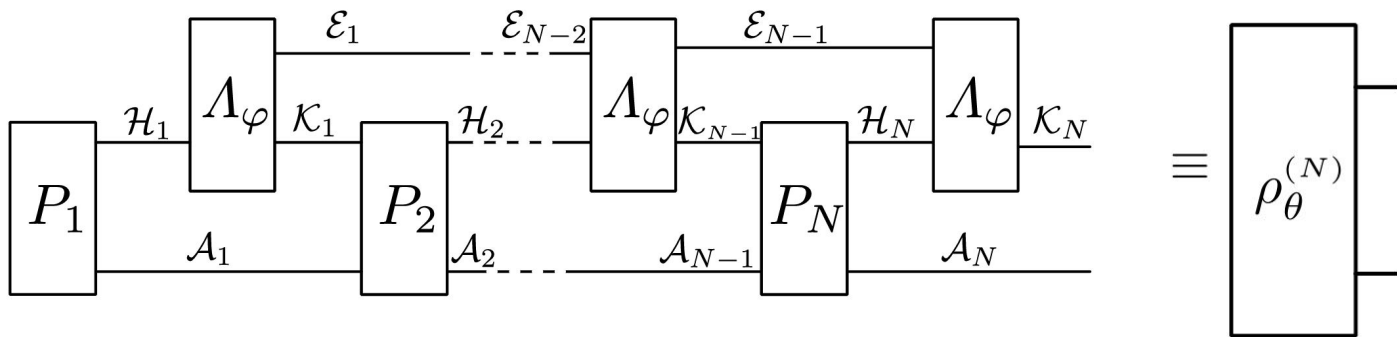 ℰ₁ ℰ_{N−2} ℰ_{N−1}
Λ_φ Λ_φ Λ_φ
ℋ₁ 𝒦₁ ℋ₂ 𝒦_{N−1} ℋ_N 𝒦_N
P₁ P₂ P_N ≡ ρ_θ^{(N)}
𝒜₁ 𝒜₂ 𝒜_{N−1} 𝒜_N